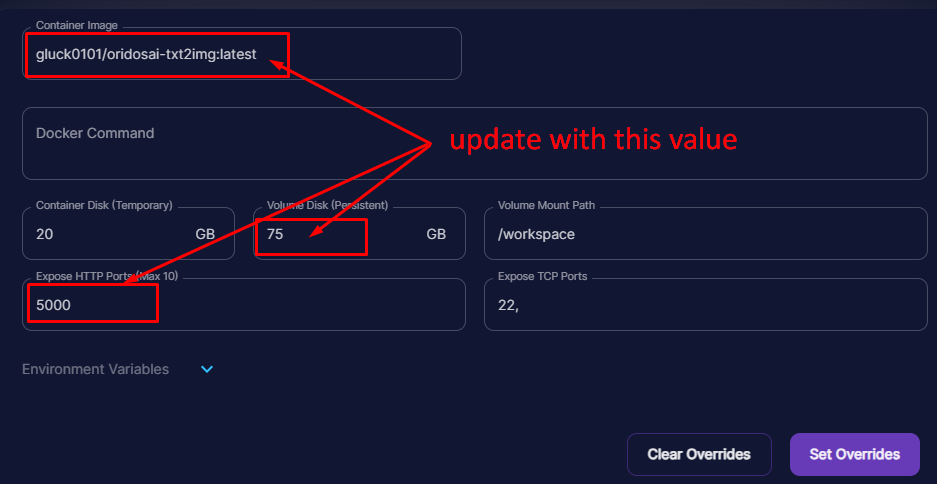 Container Image
gluck0101/oridosai-txt2img:latest
Docker Command
update with this value
Container Disk (Temporary)
20 GB
Volume Disk (Persistent)
75 GB
Volume Mount Path
/workspace
Expose HTTP Ports (Max 10)
5000
Expose TCP Ports
22,
Environment Variables
Clear Overrides
Set Overrides